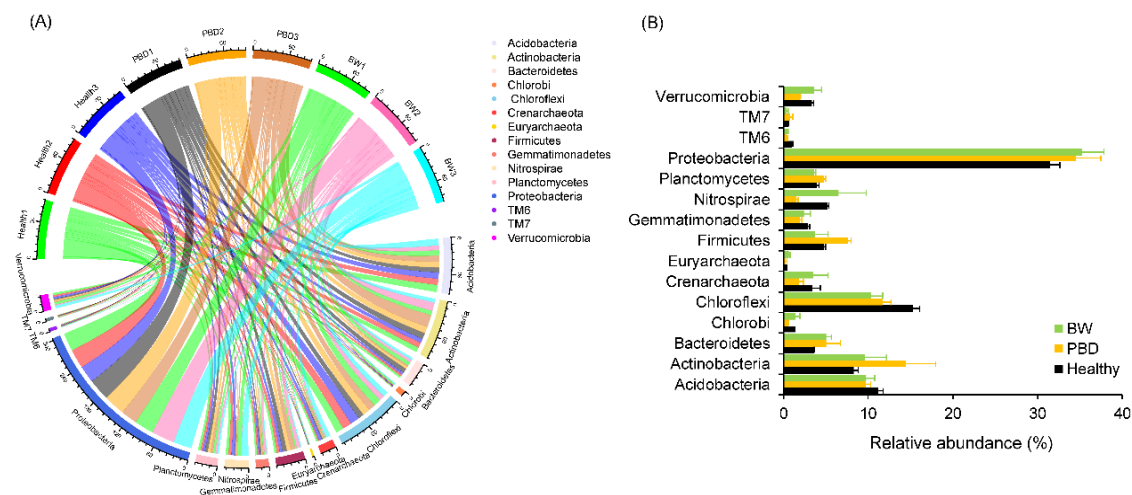 (A)
PBD1
PBD2
PBD3
BW1
BW2
BW3
Health3
Health2
Health1
Verrucomicrobia
TM7
TM6
Proteobacteria
Planctomycetes
Nitrospirae
Gemmatimonadetes
Firmicutes
Euryarchaeota
Crenarchaeota
Chloroflexi
Chlorobi
Bacteroidetes
Actinobacteria
Acidobacteria
Acidobacteria
Actinobacteria
Bacteroidetes
Chlorobi
Chloroflexi
Crenarchaeota
Euryarchaeota
Firmicutes
Gemmatimonadetes
Nitrospirae
Planctomycetes
Proteobacteria
TM6
TM7
Verrucomicrobia
(B)
Verrucomicrobia
TM7
TM6
Proteobacteria
Planctomycetes
Nitrospirae
Gemmatimonadetes
Firmicutes
Euryarchaeota
Crenarchaeota
Chloroflexi
Chlorobi
Bacteroidetes
Actinobacteria
Acidobacteria
BW
PBD
Healthy
0 10 20 30 40
Relative abundance (%)